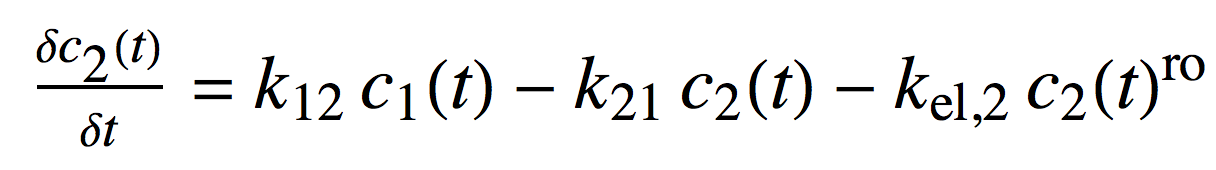 δc₂(t)/δt = k₁₂ c₁(t) − k₂₁ c₂(t) − kₑₗ,₂ c₂(t)^ro